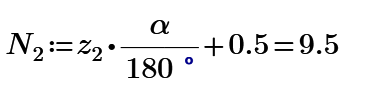 N₂ := z₂ • α / 180 ° + 0.5 = 9.5